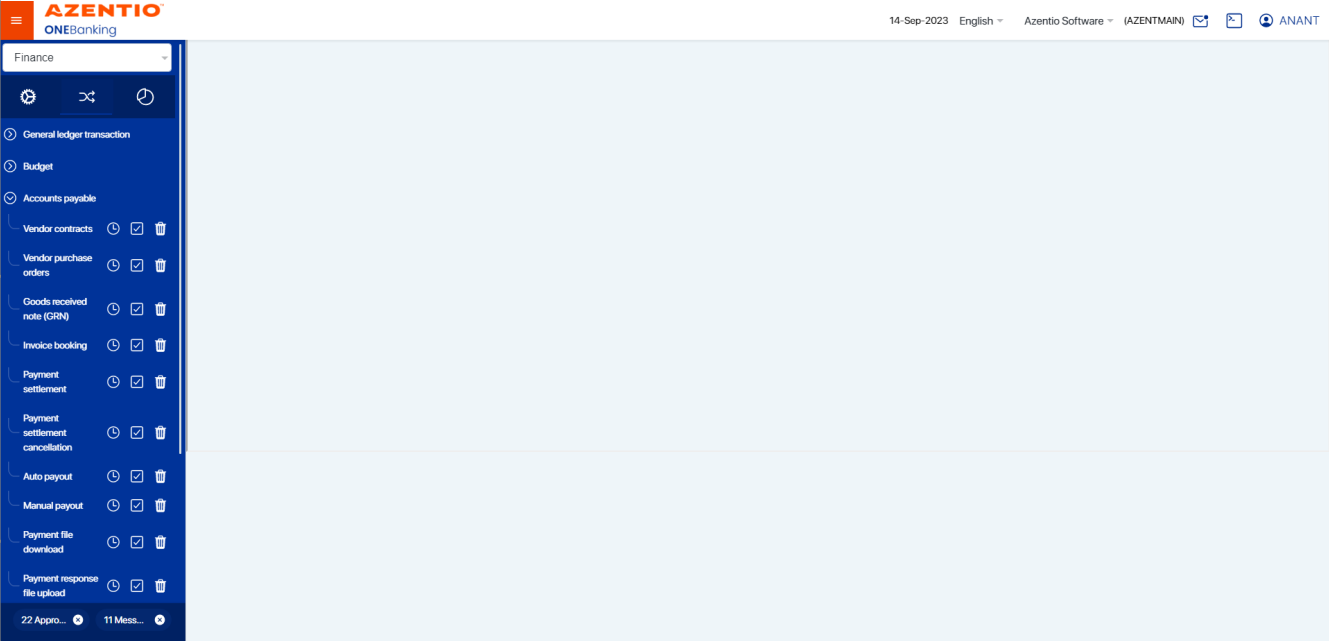 AZENTIO
ONEBanking
14-Sep-2023 English Azentio Software (AZENTMAIN) ANANT
Finance
General ledger transaction
Budget
Accounts payable
Vendor contracts
Vendor purchase
orders
Goods received
note (GRN)
Invoice booking
Payment
settlement
Payment
settlement
cancellation
Auto payout
Manual payout
Payment file
download
Payment response
file upload
22 Appro... 11 Mess...